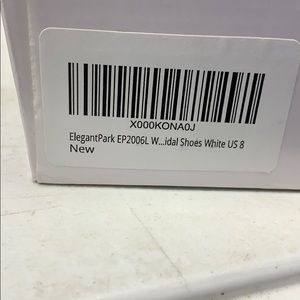 X000KONA0J
ElegantPark EP2006L W...idal Shoes White US 8
New